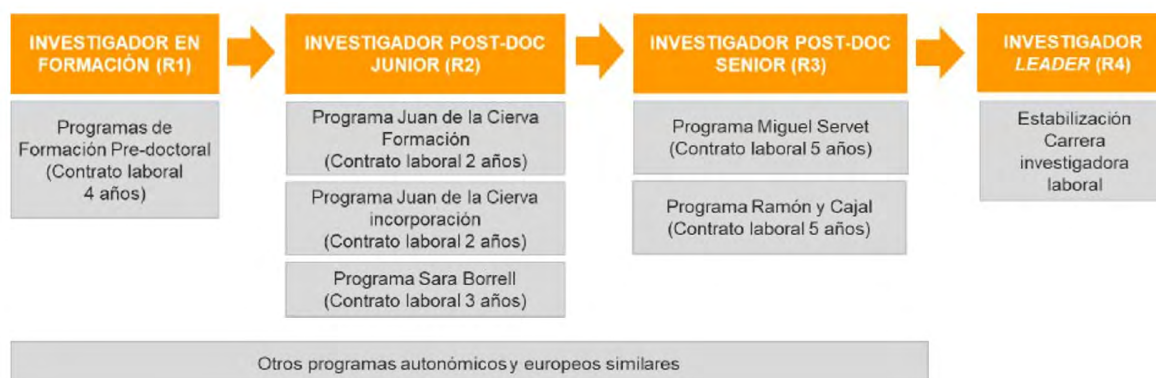 INVESTIGADOR EN
FORMACIÓN (R1)
Programas de
Formación Pre-doctoral
(Contrato laboral
4 años)
INVESTIGADOR POST-DOC
JUNIOR (R2)
Programa Juan de la Cierva
Formación
(Contrato laboral 2 años)
Programa Juan de la Cierva
incorporación
(Contrato laboral 2 años)
Programa Sara Borrell
(Contrato laboral 3 años)
INVESTIGADOR POST-DOC
SENIOR (R3)
Programa Miguel Servet
(Contrato laboral 5 años)
Programa Ramón y Cajal
(Contrato laboral 5 años)
INVESTIGADOR
LEADER (R4)
Estabilización
Carrera
investigadora
laboral
Otros programas autonómicos y europeos similares